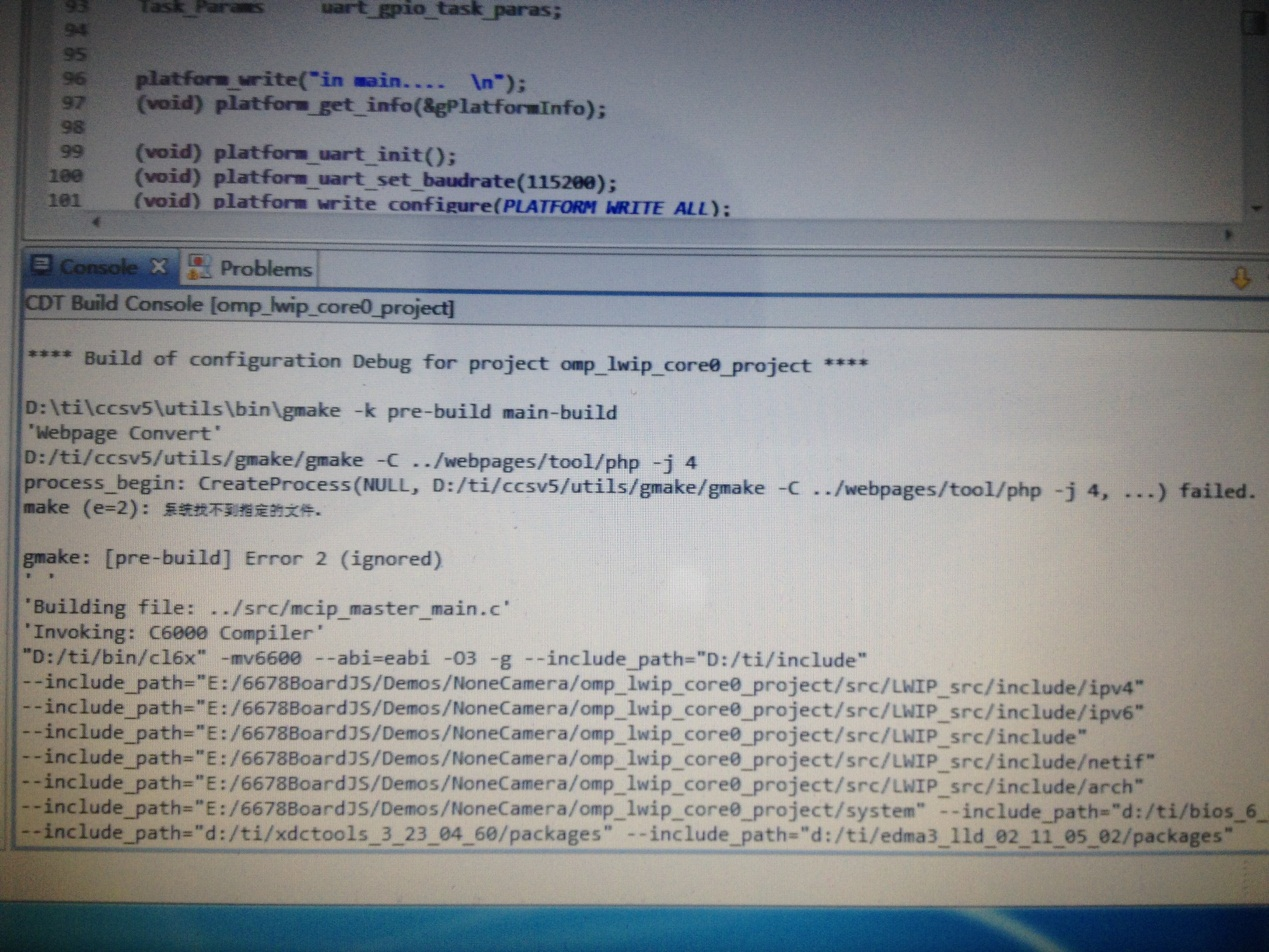 93 Task_Params uart_gpio_task_paras;
94
95
96 platform_write("in main.... \n");
97 (void) platform_get_info(&gPlatformInfo);
98
99 (void) platform_uart_init();
100 (void) platform_uart_set_baudrate(115200);
101 (void) platform_write_configure(PLATFORM_WRITE_ALL);
Console Problems
CDT Build Console [omp_lwip_core0_project]
**** Build of configuration Debug for project omp_lwip_core0_project ****
D:\ti\ccsv5\utils\bin\gmake -k pre-build main-build
'Webpage Convert'
D:/ti/ccsv5/utils/gmake/gmake -C ../webpages/tool/php -j 4
process_begin: CreateProcess(NULL, D:/ti/ccsv5/utils/gmake/gmake -C ../webpages/tool/php -j 4, ...) failed.
make (e=2): 系统找不到指定的文件.
gmake: [pre-build] Error 2 (ignored)
' '
'Building file: ../src/mcip_master_main.c'
'Invoking: C6000 Compiler'
"D:/ti/bin/cl6x" -mv6600 --abi=eabi -O3 -g --include_path="D:/ti/include"
--include_path="E:/6678BoardJS/Demos/NoneCamera/omp_lwip_core0_project/src/LWIP_src/include/ipv4"
--include_path="E:/6678BoardJS/Demos/NoneCamera/omp_lwip_core0_project/src/LWIP_src/include/ipv6"
--include_path="E:/6678BoardJS/Demos/NoneCamera/omp_lwip_core0_project/src/LWIP_src/include"
--include_path="E:/6678BoardJS/Demos/NoneCamera/omp_lwip_core0_project/src/LWIP_src/include/netif"
--include_path="E:/6678BoardJS/Demos/NoneCamera/omp_lwip_core0_project/src/LWIP_src/include/arch"
--include_path="E:/6678BoardJS/Demos/NoneCamera/omp_lwip_core0_project/system" --include_path="d:/ti/bios_6_
--include_path="d:/ti/xdctools_3_23_04_60/packages" --include_path="d:/ti/edma3_lld_02_11_05_02/packages"